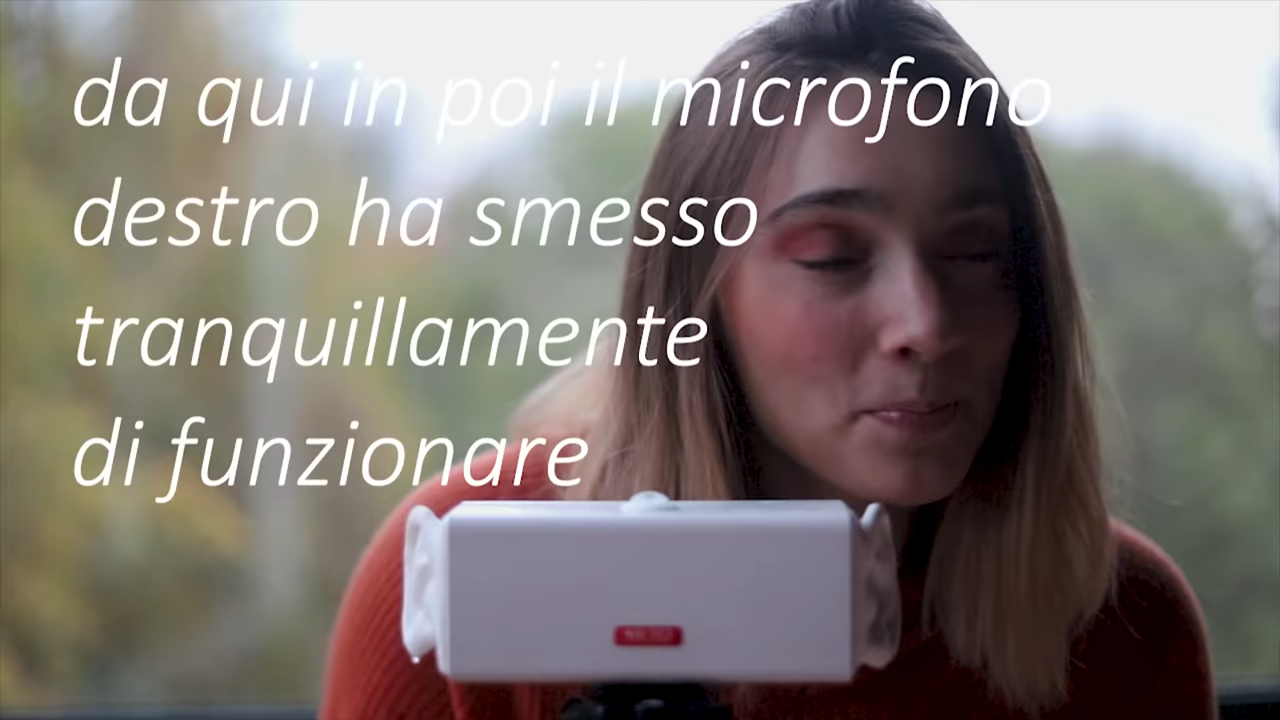 da qui in poi il microfono
destro ha smesso
tranquillamente
di funzionare